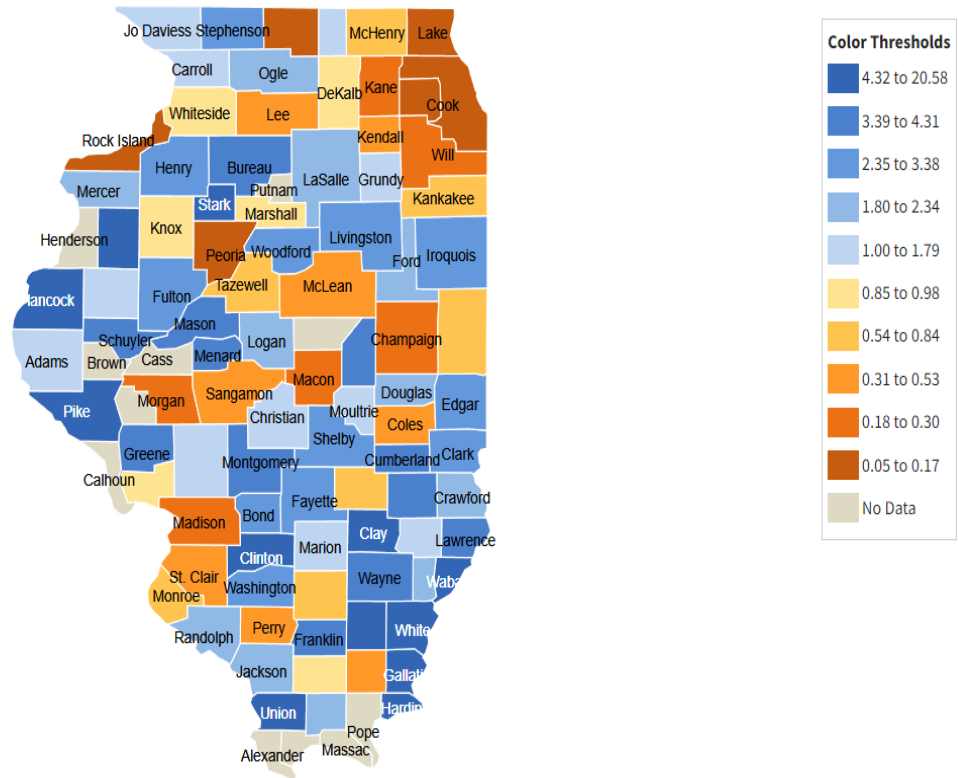 Jo Daviess Stephenson
McHenry
Lake
Carroll
Ogle
DeKalb
Kane
Cook
Whiteside
Lee
Rock Island
Kendall
Will
Henry
Bureau
LaSalle
Grundy
Mercer
Putnam
Stark
Marshall
Kankakee
Knox
Henderson
Peoria
Woodford
Livingston
Ford
Iroquois
Tazewell
McLean
ancock
Fulton
Mason
Schuyler
Logan
Champaign
Adams
Brown
Cass
Menard
Macon
Sangamon
Douglas
Morgan
Pike
Christian
Moultrie
Edgar
Coles
Shelby
Greene
Montgomery
Cumberland
Clark
Calhoun
Fayette
Crawford
Madison
Bond
Clay
Lawrence
Marion
Clinton
St. Clair
Monroe
Washington
Wayne
Waba
Randolph
Perry
Franklin
White
Jackson
Gallati
Union
Hardin
Pope
Massac
Alexander
Color Thresholds
4.32 to 20.58
3.39 to 4.31
2.35 to 3.38
1.80 to 2.34
1.00 to 1.79
0.85 to 0.98
0.54 to 0.84
0.31 to 0.53
0.18 to 0.30
0.05 to 0.17
No Data